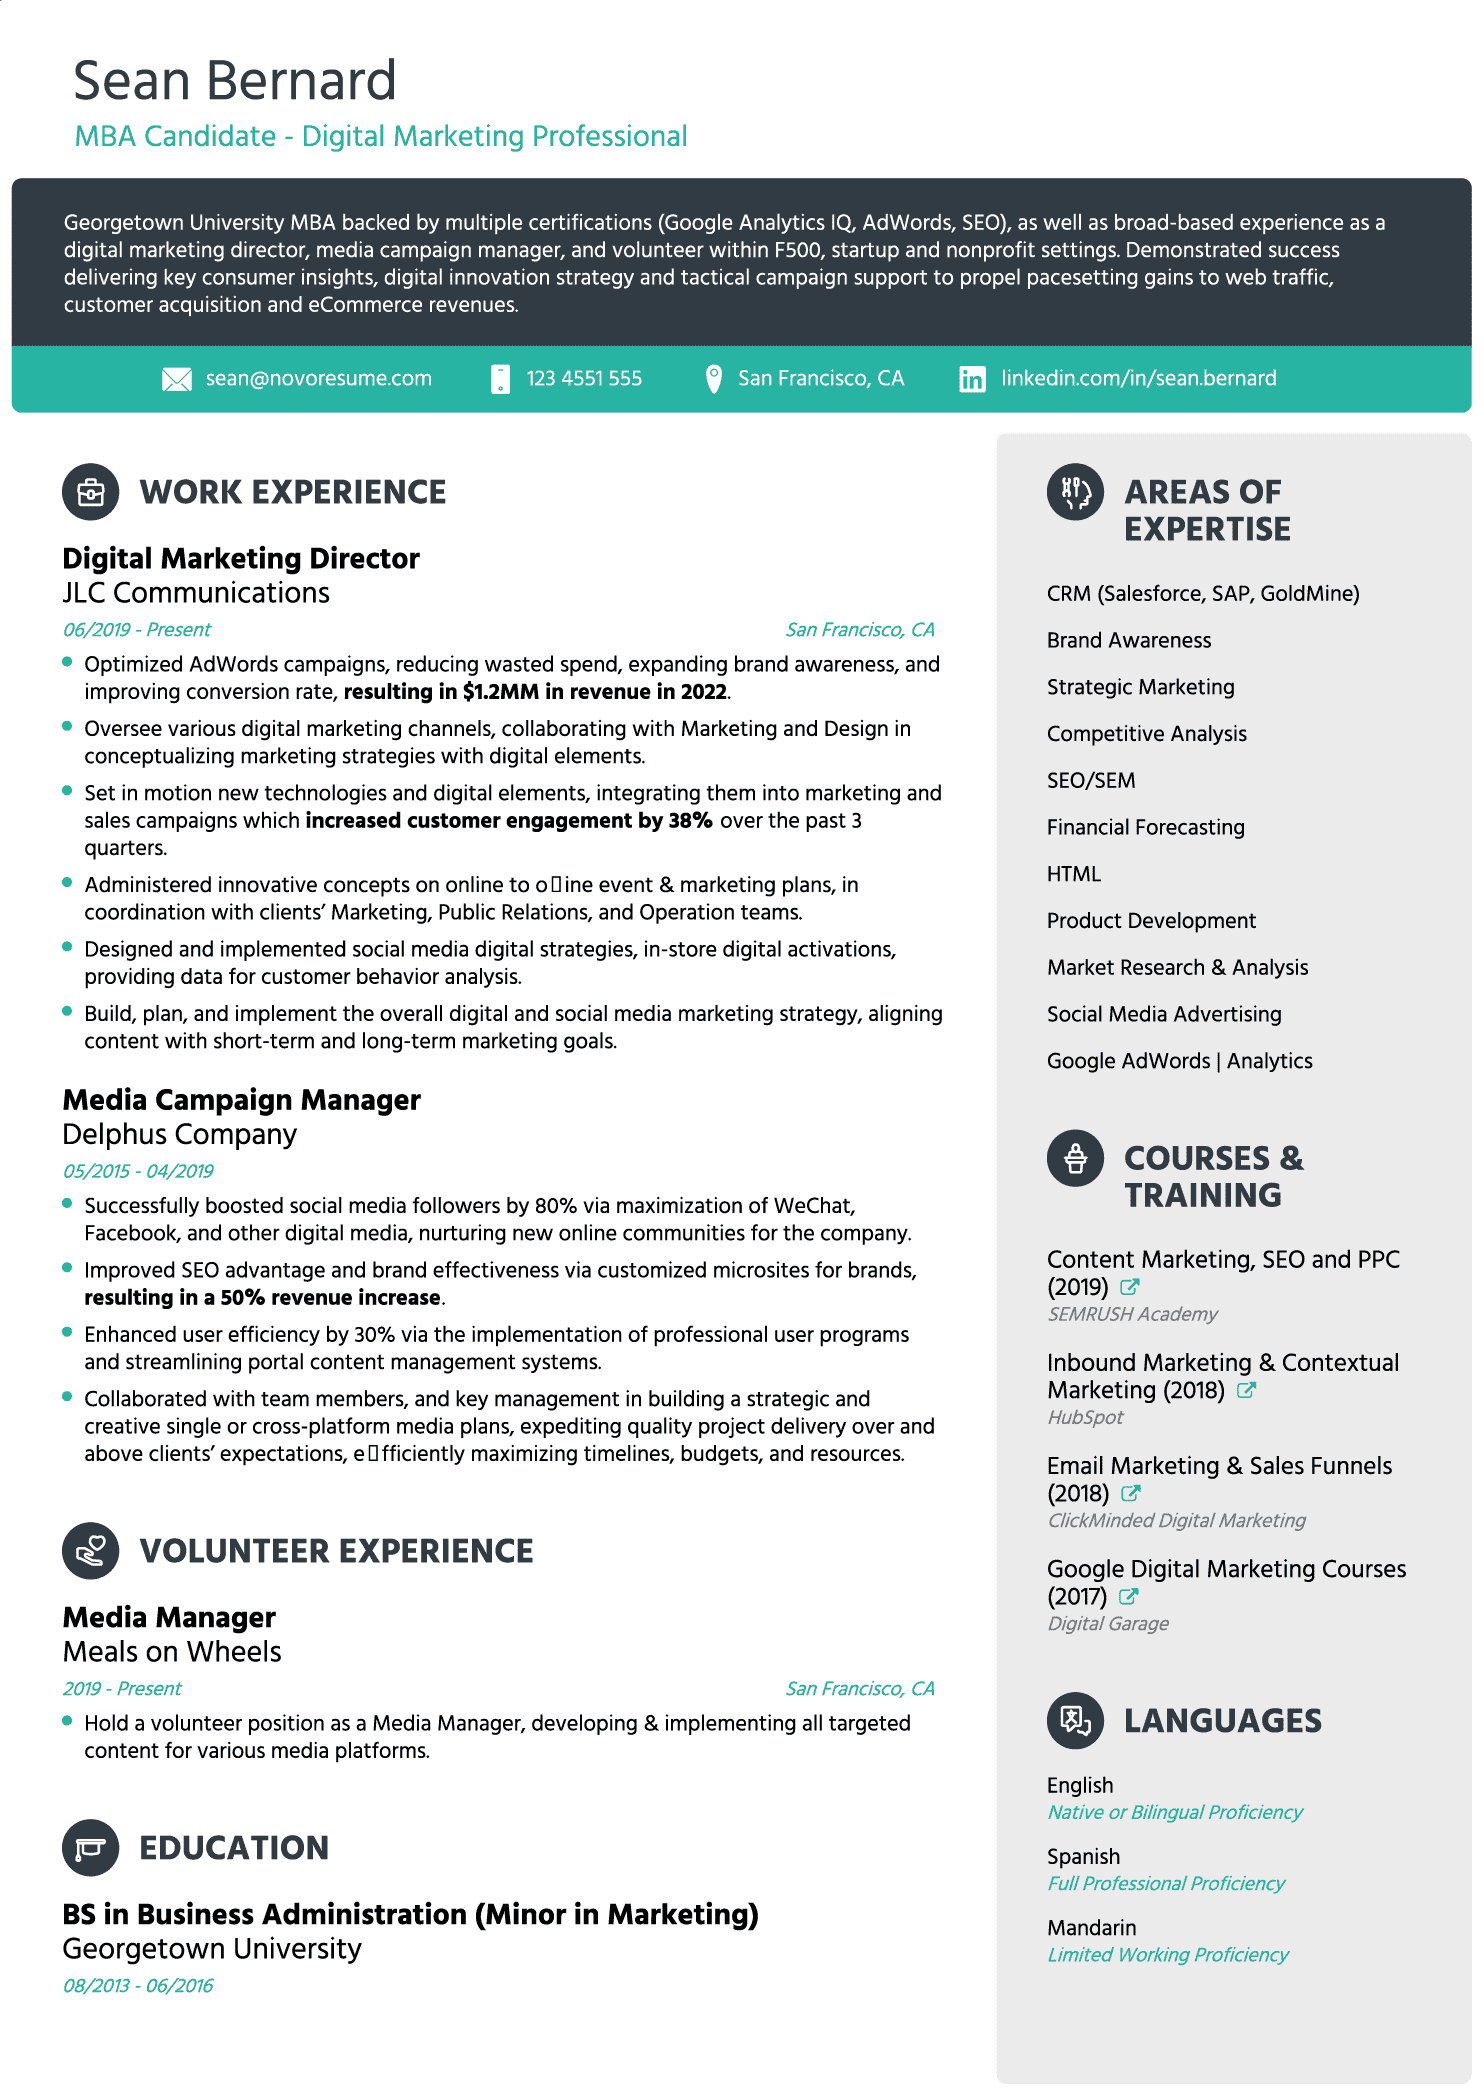 Sean Bernard
MBA Candidate - Digital Marketing Professional
Georgetown University MBA backed by multiple certifications (Google Analytics IQ, AdWords, SEO), as well as broad-based experience as a
digital marketing director, media campaign manager, and volunteer within F500, startup and nonprofit settings. Demonstrated success
delivering key consumer insights, digital innovation strategy and tactical campaign support to propel pacesetting gains to web traffic,
customer acquisition and eCommerce revenues.
sean@novoresume.com
123 4551 555
San Francisco, CA
linkedin.com/in/sean.bernard
WORK EXPERIENCE
Digital Marketing Director
JLC Communications
06/2019 - Present
San Francisco, CA
Optimized AdWords campaigns, reducing wasted spend, expanding brand awareness, and
improving conversion rate, resulting in $1.2MM in revenue in 2022.
Oversee various digital marketing channels, collaborating with Marketing and Design in
conceptualizing marketing strategies with digital elements.
Set in motion new technologies and digital elements, integrating them into marketing and
sales campaigns which increased customer engagement by 38% over the past 3
quarters.
Administered innovative concepts on online to o▯ine event & marketing plans, in
coordination with clients’ Marketing, Public Relations, and Operation teams.
Designed and implemented social media digital strategies, in-store digital activations,
providing data for customer behavior analysis.
Build, plan, and implement the overall digital and social media marketing strategy, aligning
content with short-term and long-term marketing goals.
Media Campaign Manager
Delphus Company
05/2015 - 04/2019
Successfully boosted social media followers by 80% via maximization of WeChat,
Facebook, and other digital media, nurturing new online communities for the company.
Improved SEO advantage and brand effectiveness via customized microsites for brands,
resulting in a 50% revenue increase.
Enhanced user efficiency by 30% via the implementation of professional user programs
and streamlining portal content management systems.
Collaborated with team members, and key management in building a strategic and
creative single or cross-platform media plans, expediting quality project delivery over and
above clients’ expectations, e▯fficiently maximizing timelines, budgets, and resources.
VOLUNTEER EXPERIENCE
Media Manager
Meals on Wheels
2019 - Present
San Francisco, CA
Hold a volunteer position as a Media Manager, developing & implementing all targeted
content for various media platforms.
EDUCATION
BS in Business Administration (Minor in Marketing)
Georgetown University
08/2013 - 06/2016
AREAS OF
EXPERTISE
CRM (Salesforce, SAP, GoldMine)
Brand Awareness
Strategic Marketing
Competitive Analysis
SEO/SEM
Financial Forecasting
HTML
Product Development
Market Research & Analysis
Social Media Advertising
Google AdWords | Analytics
COURSES &
TRAINING
Content Marketing, SEO and PPC
(2019)
SEMRUSH Academy
Inbound Marketing & Contextual
Marketing (2018)
HubSpot
Email Marketing & Sales Funnels
(2018)
ClickMinded Digital Marketing
Google Digital Marketing Courses
(2017)
Digital Garage
LANGUAGES
English
Native or Bilingual Proficiency
Spanish
Full Professional Proficiency
Mandarin
Limited Working Proficiency